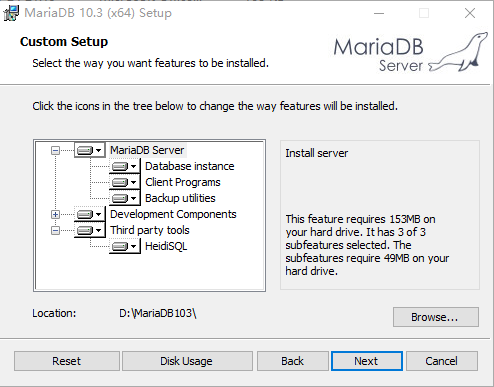 MariaDB 10.3 (x64) Setup
Custom Setup
Select the way you want features to be installed.
MariaDB
Server
Click the icons in the tree below to change the way features will be installed.
MariaDB Server
Database instance
Client Programs
Backup utilities
Development Components
Third party tools
HeidiSQL
Install server
This feature requires 153MB on
your hard drive. It has 3 of 3
subfeatures selected. The
subfeatures require 49MB on your
hard drive.
Location: D:\MariaDB103\
Browse...
Reset Disk Usage Back Next Cancel